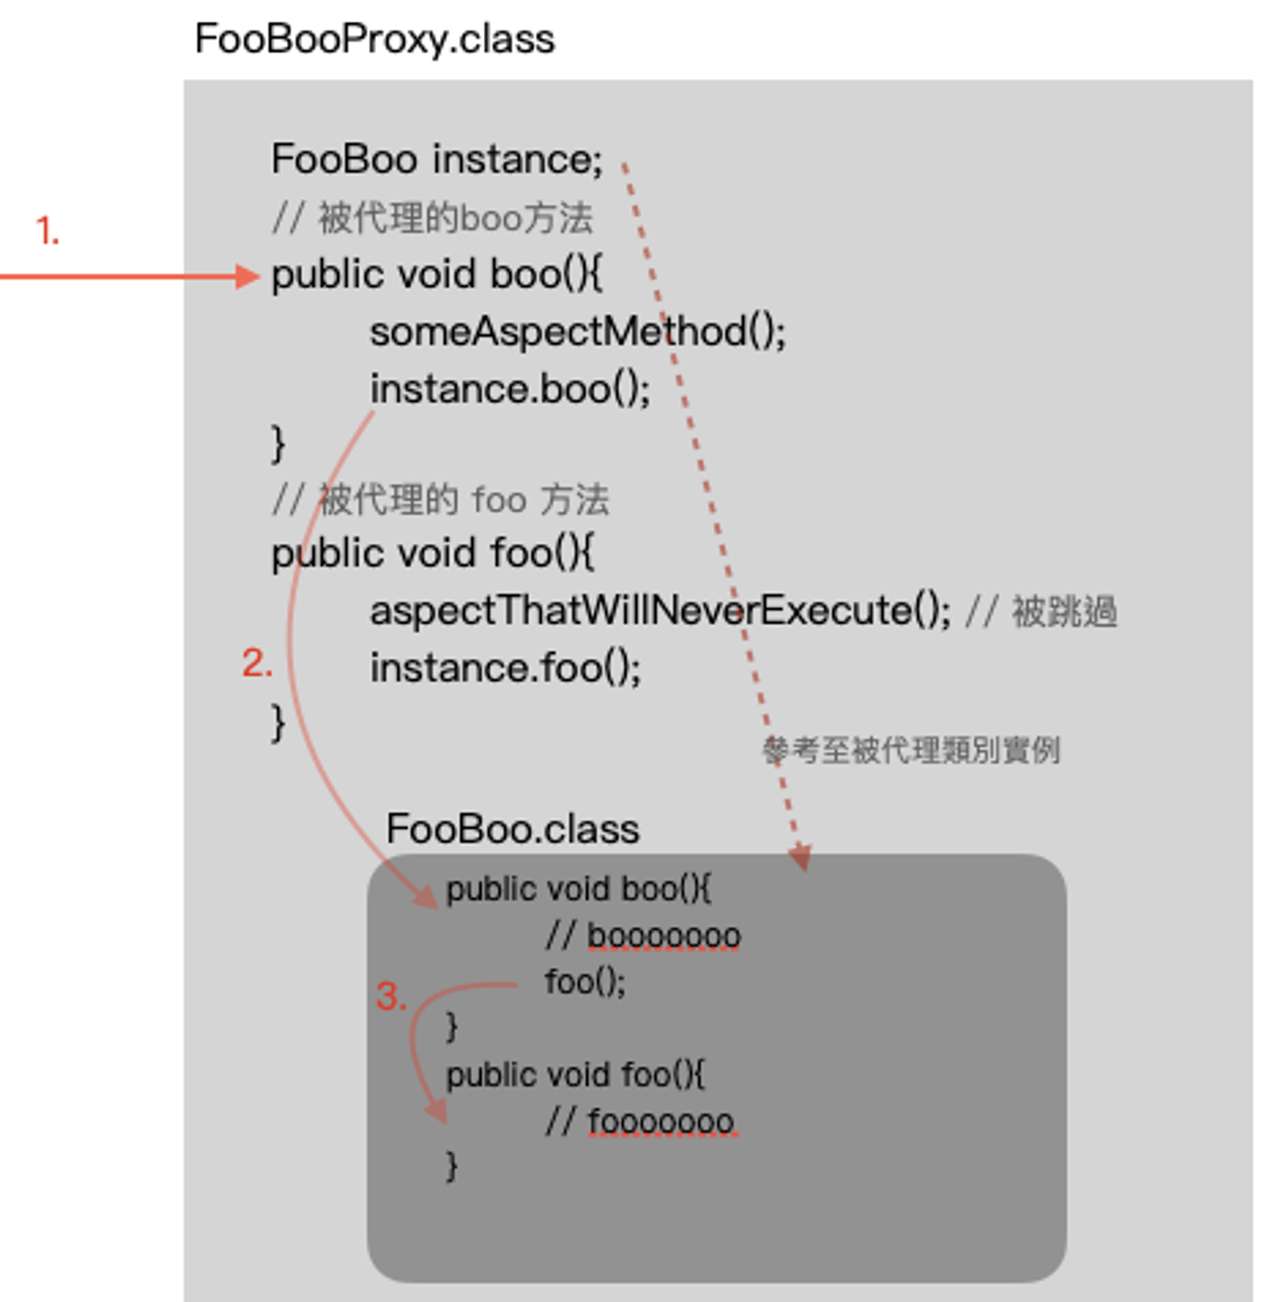 FooBooProxy.class
FooBoo instance;
// 被代理的boo方法
1.
public void boo(){
someAspectMethod();
instance.boo();
}
// 被代理的 foo 方法
public void foo(){
aspectThatWillNeverExecute(); // 被跳過
2.
instance.foo();
}
參考至被代理類別實例
FooBoo.class
public void boo(){
// boooooooo
3.
foo();
}
public void foo(){
// foooooooo
}